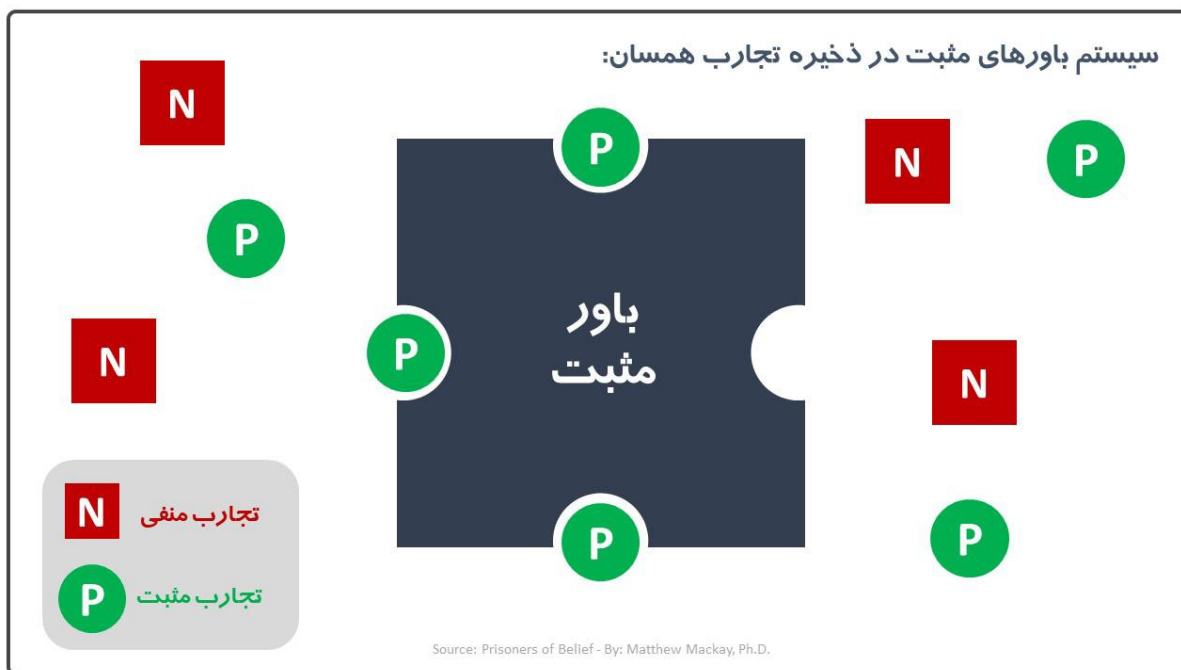 سیستم باورهای مثبت در ذخیره تجارب همسان:
N
P
N
P
P
N
P
باور
مثبت
N
N
P
P
N تجارب منفی
P تجارب مثبت
Source: Prisoners of Belief - By: Matthew Mackay, Ph.D.